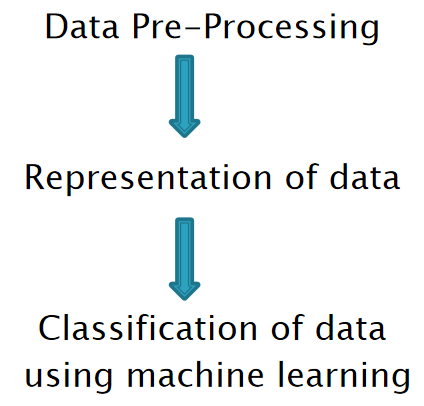 Data Pre-Processing
Representation of data
Classification of data
using machine learning